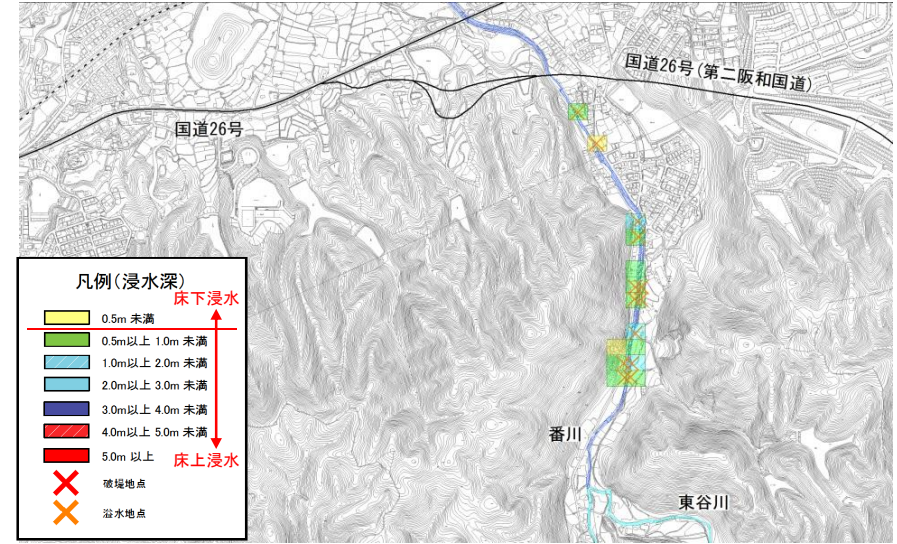 国道26号(第二阪和国道)
国道26号
凡例(浸水深)
床下浸水
0.5m 未満
0.5m以上 1.0m 未満
1.0m以上 2.0m 未満
2.0m以上 3.0m 未満
3.0m以上 4.0m 未満
4.0m以上 5.0m 未満
5.0m 以上
床上浸水
破堤地点
溢水地点
番川
東谷川